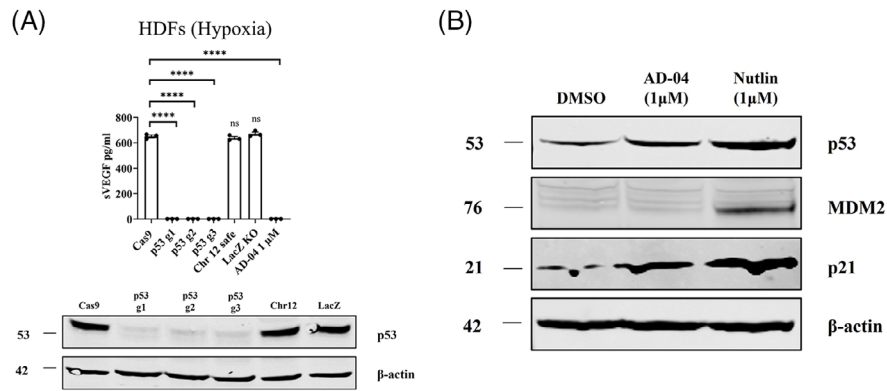 (A)
HDFs (Hypoxia)
****
****
****
****
ns
ns
sVEGF pg/ml
800
600
400
200
0
Cas9
p53 g1
p53 g2
p53 g3
Chr 12 safe
LacZ KO
AD-04 1 μM
Cas9
p53 g1
p53 g2
p53 g3
Chr12
LacZ
53
p53
42
β-actin
(B)
DMSO
AD-04 (1μM)
Nutlin (1μM)
53
p53
76
MDM2
21
p21
42
β-actin